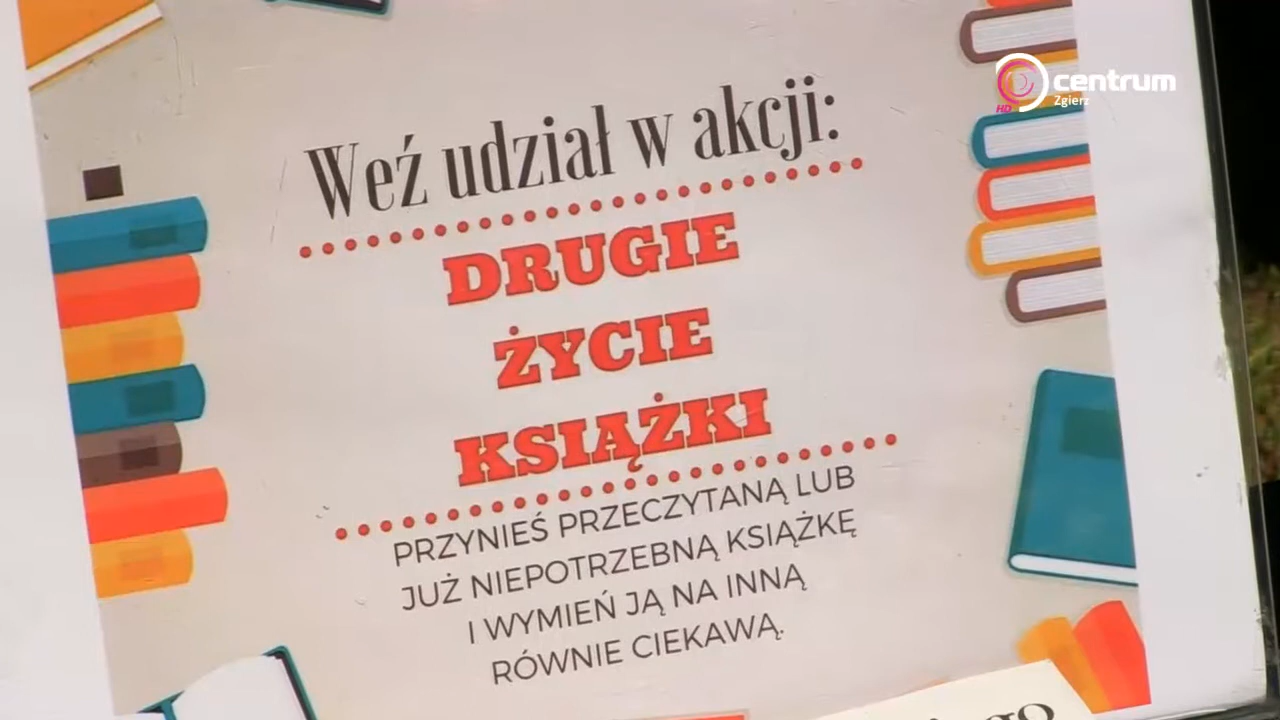 centrum
Zgierz
HD
Weź udział w akcji:
DRUGIE
ŻYCIE
KSIĄŻKI
PRZYNIEŚ PRZECZYTANĄ LUB
JUŻ NIEPOTRZEBNĄ KSIĄŻKĘ
I WYMIEŃ JĄ NA INNĄ
RÓWNIE CIEKAWĄ.